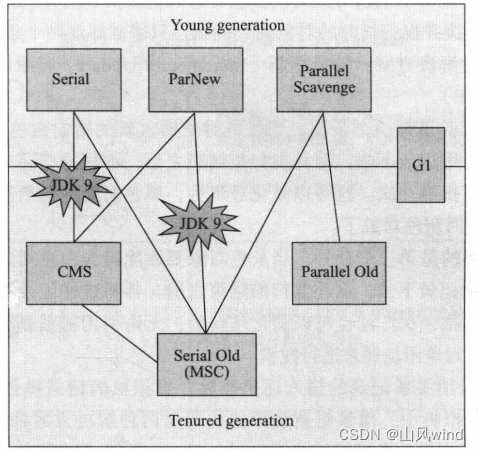 Young generation
Serial
ParNew
Parallel
Scavenge
G1
JDK 9
JDK 9
CMS
Parallel Old
Serial Old
(MSC)
Tenured generation
CSDN @山风wind